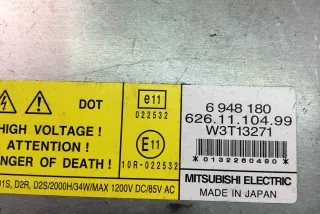 DOT
HIGH VOLTAGE !
ATTENTION !
NGER OF DEATH !
01S, D2R, D2S/2000H/34W/MAX 1200V DC/85V AC
e11
022532
E11
10R-022532
6 948 180
626.11.104.99
W3T13271
*0132260480*
MITSUBISHI ELECTRIC
MADE IN JAPAN